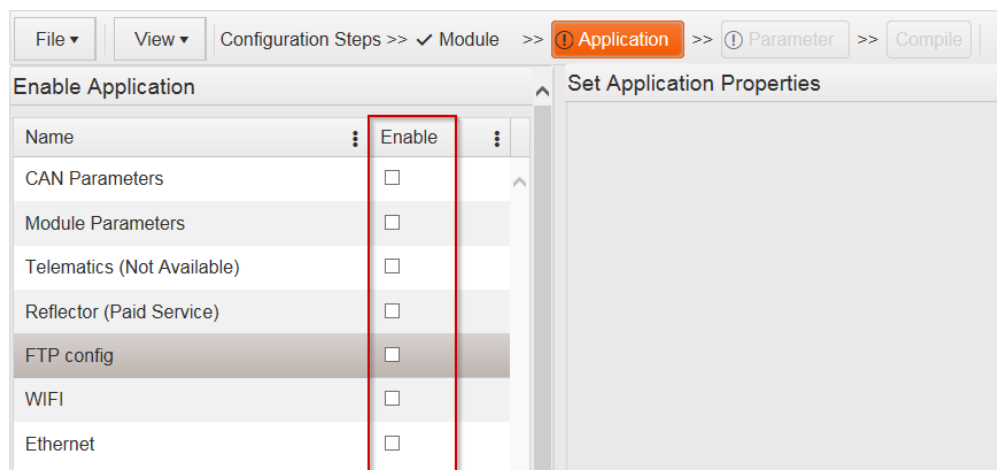 File ▾ View ▾ Configuration Steps >> ✓ Module >> Application >> Parameter >> Compile
Enable Application
Set Application Properties
Name Enable
CAN Parameters
Module Parameters
Telematics (Not Available)
Reflector (Paid Service)
FTP config
WIFI
Ethernet